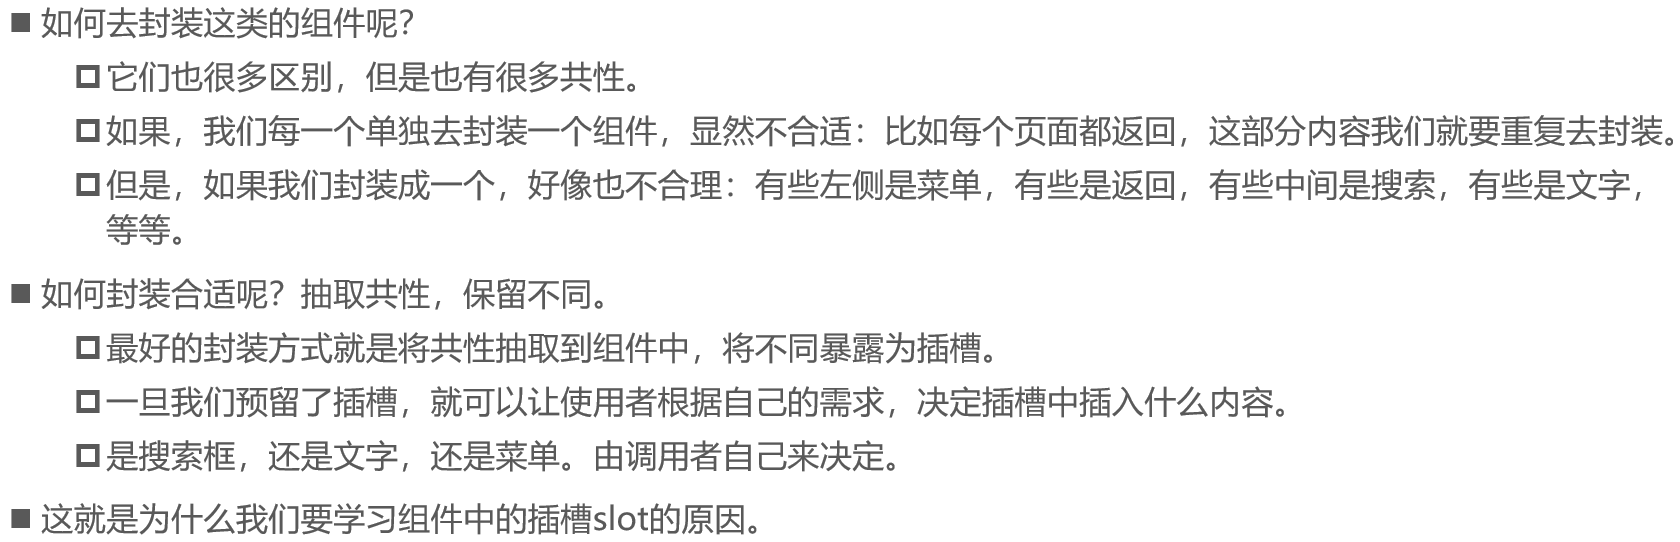 如何去封装这类的组件呢？
它们也很多区别，但是也有很多共性。
如果，我们每一个单独去封装一个组件，显然不合适：比如每个页面都返回，这部分内容我们就要重复去封装。
但是，如果我们封装成一个，好像也不合理：有些左侧是菜单，有些是返回，有些中间是搜索，有些是文字，
等等。
如何封装合适呢？抽取共性，保留不同。
最好的封装方式就是将共性抽取到组件中，将不同暴露为插槽。
一旦我们预留了插槽，就可以让使用者根据自己的需求，决定插槽中插入什么内容。
是搜索框，还是文字，还是菜单。由调用者自己来决定。
这就是为什么我们要学习组件中的插槽slot的原因。